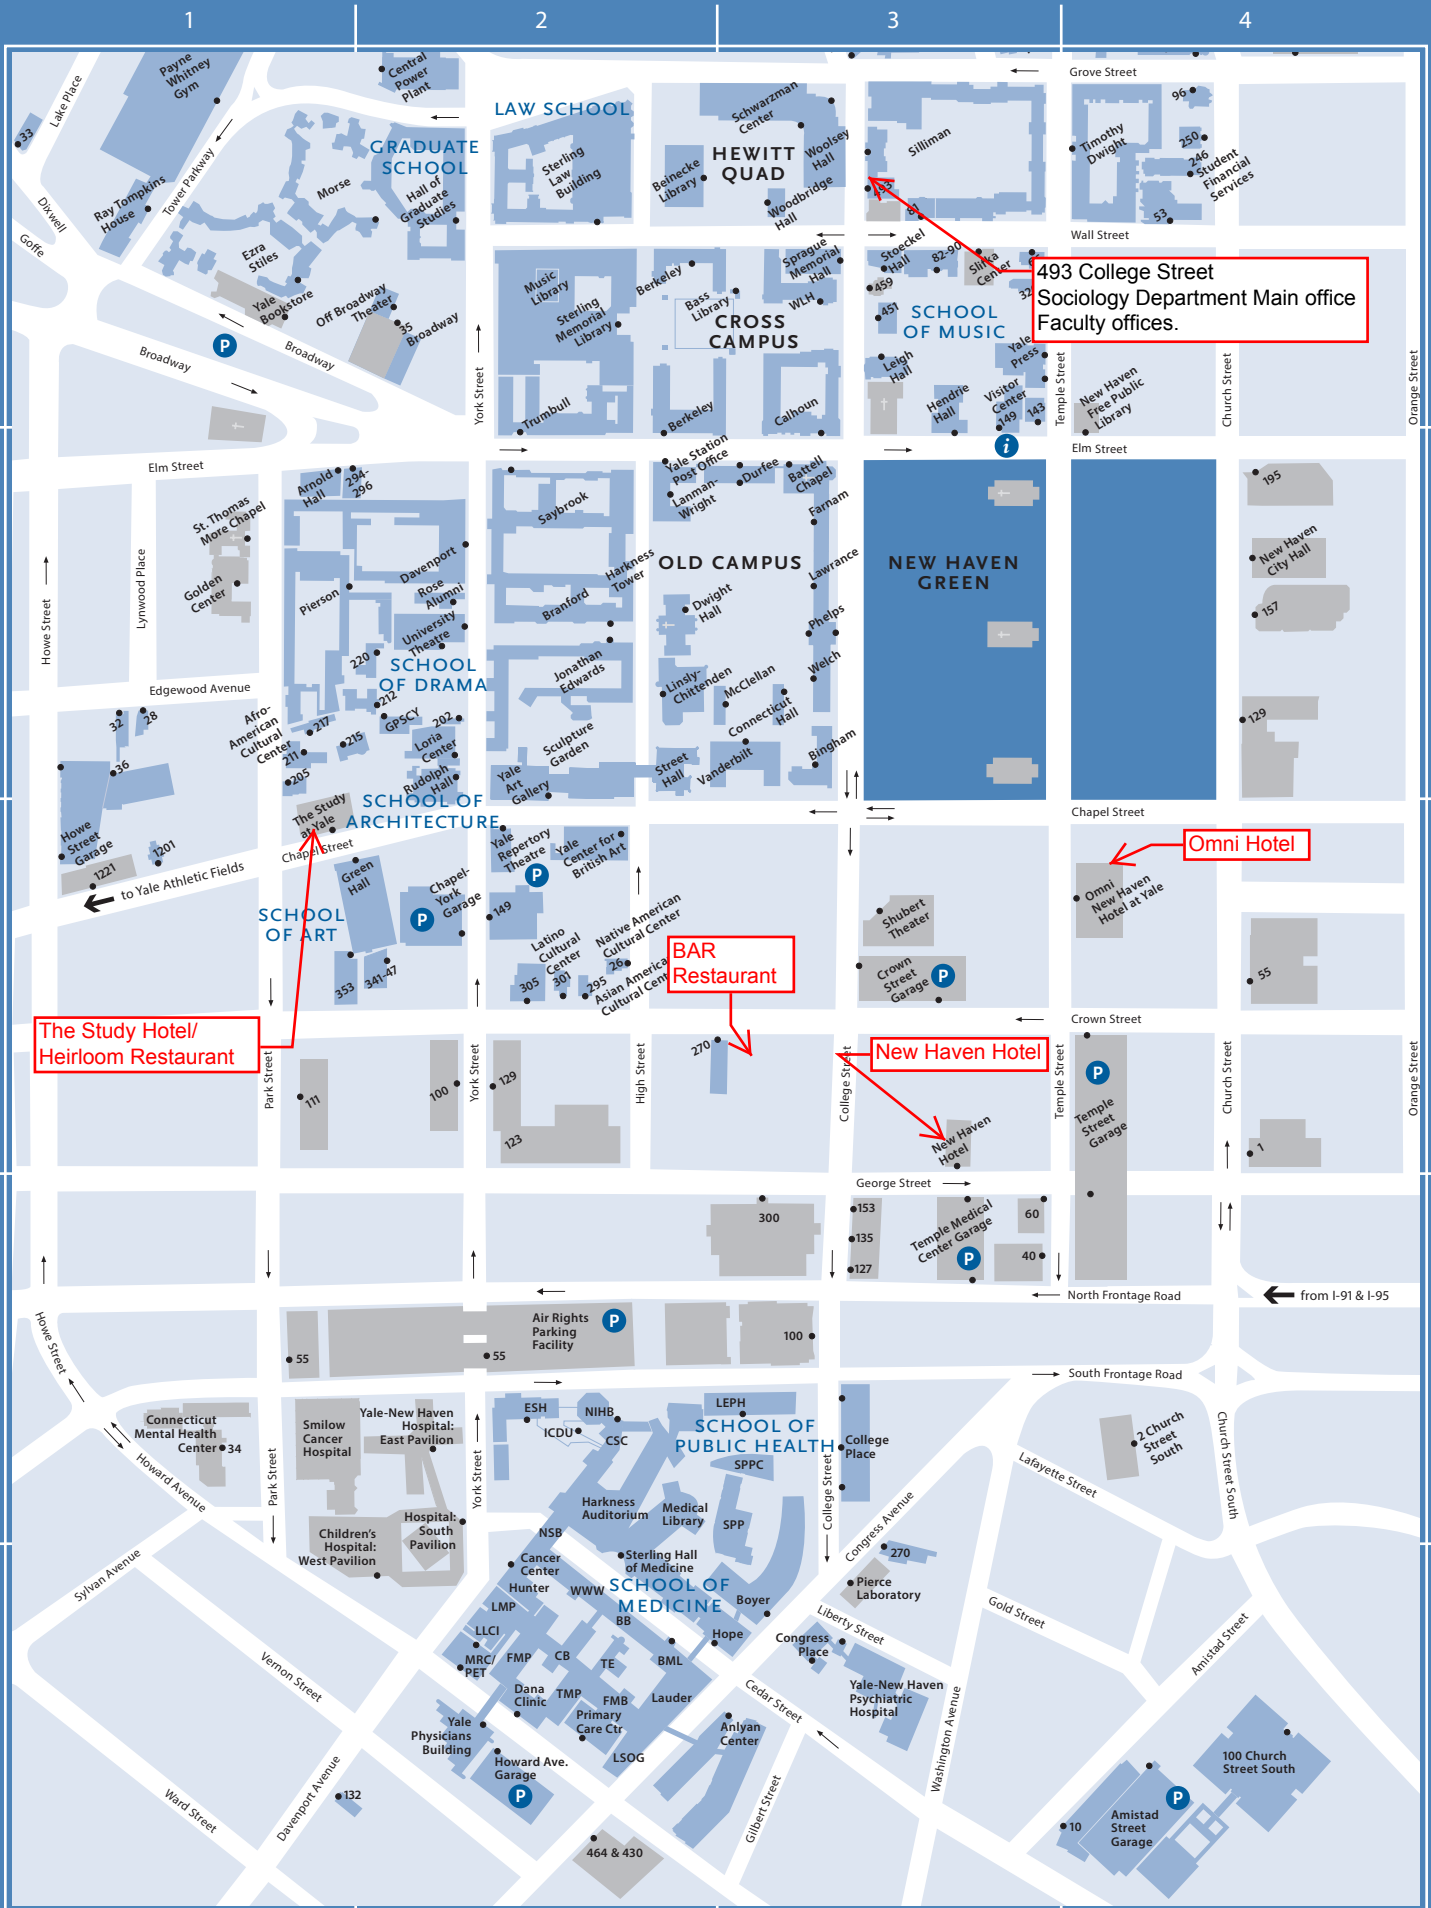 1
2
3
4
Grove Street
Lake Place
33
Payne
Whitney
Gym
Central
Power
Plant
LAW SCHOOL
Sterling
Law
Building
GRADUATE
SCHOOL
Hall of
Graduate
Studies
Morse
Ezra
Stiles
Ray Tompkins
House
Tower Parkway
Dixwell
Goffe
Schwarzman
Center
Woolsey
Hall
HEWITT
QUAD
Beinecke
Library
Woodbridge
Hall
Silliman
493
81
Timothy
Dwight
96
250
246
Student
Financial
Services
53
Wall Street
493 College Street
Sociology Department Main office
Faculty offices.
Yale
Bookstore
Off Broadway
Theater
35
Broadway
P
Broadway
Broadway
York Street
Music
Library
Sterling
Memorial
Library
Berkeley
Bass
Library
CROSS
CAMPUS
Sprague
Memorial
Hall
WLH
Stoeckel
Hall
82-90
Slifka
Center
459
451
SCHOOL
OF MUSIC
Yale
Press
Leigh
Hall
Hendrie
Hall
Visitor
Center
149
143
i
Trumbull
Berkeley
Calhoun
Temple Street
New Haven
Free Public
Library
Church Street
Orange Street
Elm Street
Elm Street
Arnold
Hall
294-
296
St. Thomas
More Chapel
Golden
Center
Lynwood Place
Howe Street
Pierson
Davenport
Rose
Alumni
University
Theatre
220
SCHOOL
OF DRAMA
212
GPSCY
202
Saybrook
Harkness
Tower
Branford
Jonathan
Edwards
Yale Station
Post Office
Lanman-
Wright
Durfee
Battell
Chapel
Farnam
OLD CAMPUS
Lawrance
Dwight
Hall
Phelps
Welch
Linsly-
Chittenden
McClellan
Connecticut
Hall
Bingham
Vanderbilt
Street
Hall
NEW HAVEN
GREEN
195
New Haven
City Hall
157
129
Edgewood Avenue
32
28
36
Afro-
American
Cultural
Center
217
211
215
205
Loria
Center
Rudolph
Hall
Sculpture
Garden
Yale
Art
Gallery
SCHOOL OF
ARCHITECTURE
The Study
at Yale
Chapel Street
Chapel Street
Howe
Street
Garage
1221
1201
to Yale Athletic Fields
Green
Hall
Chapel-
York
Garage
P
SCHOOL
OF ART
353
341-47
Yale
Repertory
Theatre
Yale
Center for
British Art
P
149
Latino
Cultural
Center
305
301
295
26
Native American
Cultural Center
Asian America
Cultural Cent
BAR
Restaurant
Shubert
Theater
Crown
Street
Garage
P
Omni Hotel
Omni
New Haven
Hotel at Yale
55
Crown Street
The Study Hotel/
Heirloom Restaurant
New Haven Hotel
Park Street
111
100
York Street
129
123
High Street
270
College Street
New Haven
Hotel
Temple Street
P
Temple
Street
Garage
Church Street
1
Orange Street
George Street
300
153
135
127
Temple Medical
Center Garage
P
60
40
North Frontage Road
from I-91 & I-95
Howe Street
55
55
Air Rights
Parking
Facility
P
100
South Frontage Road
Connecticut
Mental Health
Center
34
Howard Avenue
Park Street
Smilow
Cancer
Hospital
Yale-New Haven
Hospital:
East Pavilion
York Street
Hospital:
South
Pavilion
Children's
Hospital:
West Pavilion
ESH
NIHB
ICDU
CSC
LEPH
SCHOOL OF
PUBLIC HEALTH
SPPC
College
Place
College Street
Harkness
Auditorium
Medical
Library
SPP
NSB
Cancer
Center
Sterling Hall
of Medicine
Hunter
WWW
SCHOOL OF
MEDICINE
Boyer
LMP
BB
LLCI
Hope
MRC/
PET
FMP
CB
TE
BML
Dana
Clinic
TMP
FMB
Lauder
Primary
Care Ctr
Yale
Physicians
Building
LSOG
Howard Ave.
Garage
P
Anlyan
Center
464 & 430
132
Sylvan Avenue
Vernon Street
Ward Street
Davenport Avenue
Congress Avenue
270
Pierce
Laboratory
Liberty Street
Congress
Place
Yale-New Haven
Psychiatric
Hospital
Cedar Street
Gilbert Street
Washington Avenue
Lafayette Street
2 Church
Street
South
Church Street South
Gold Street
Amistad Street
100 Church
Street South
P
Amistad
Street
Garage
10